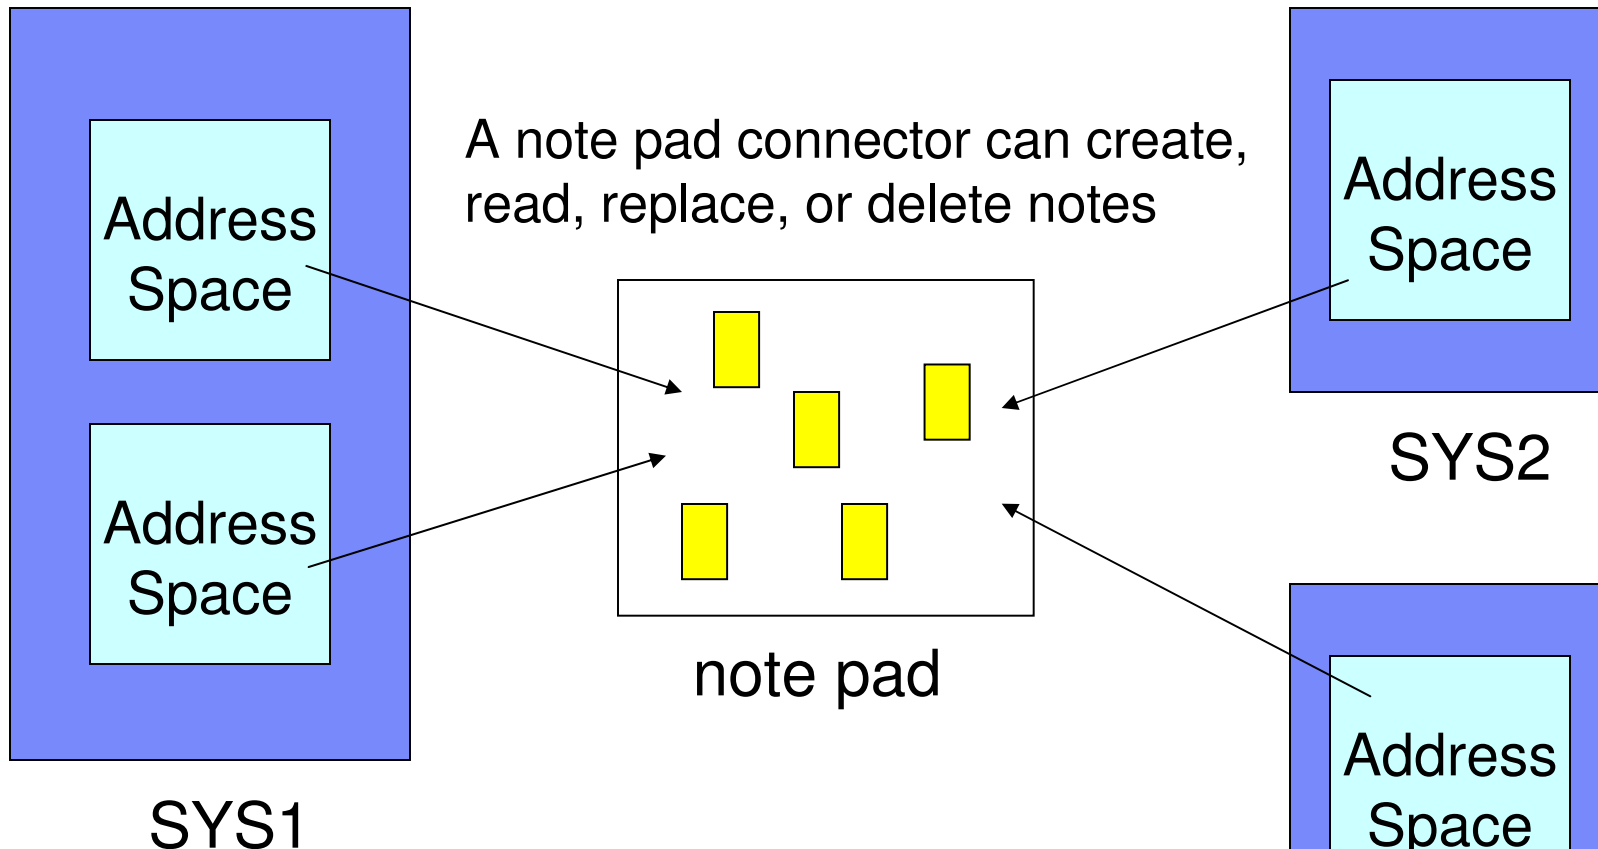 Address
Space
Address
Space
SYS1
A note pad connector can create,
read, replace, or delete notes
note pad
Address
Space
SYS2
Address
Space